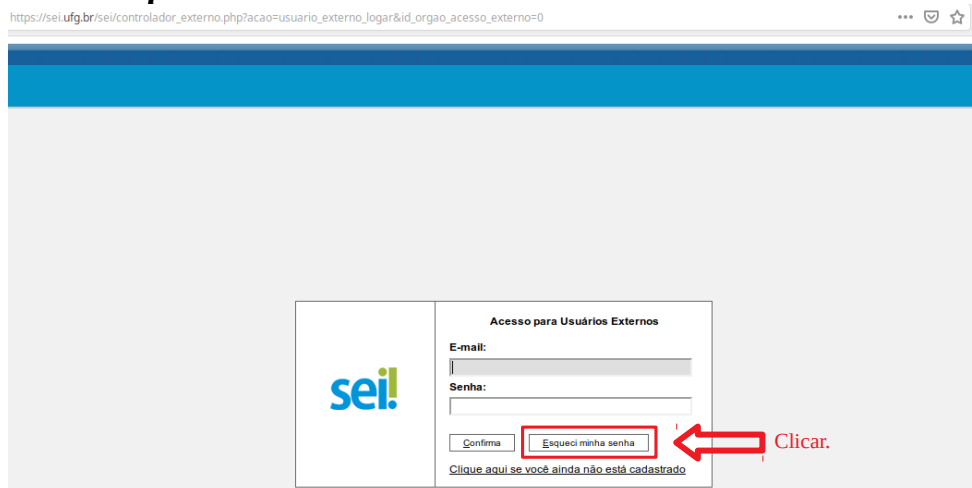 https://sei.ufg.br/sei/controlador_externo.php?acao=usuario_externo_logar&id_orgao_acesso_externo=0
Acesso para Usuários Externos
E-mail:
sei!
Senha:
Confirma Esqueci minha senha
Clicar.
Clique aqui se você ainda não está cadastrado